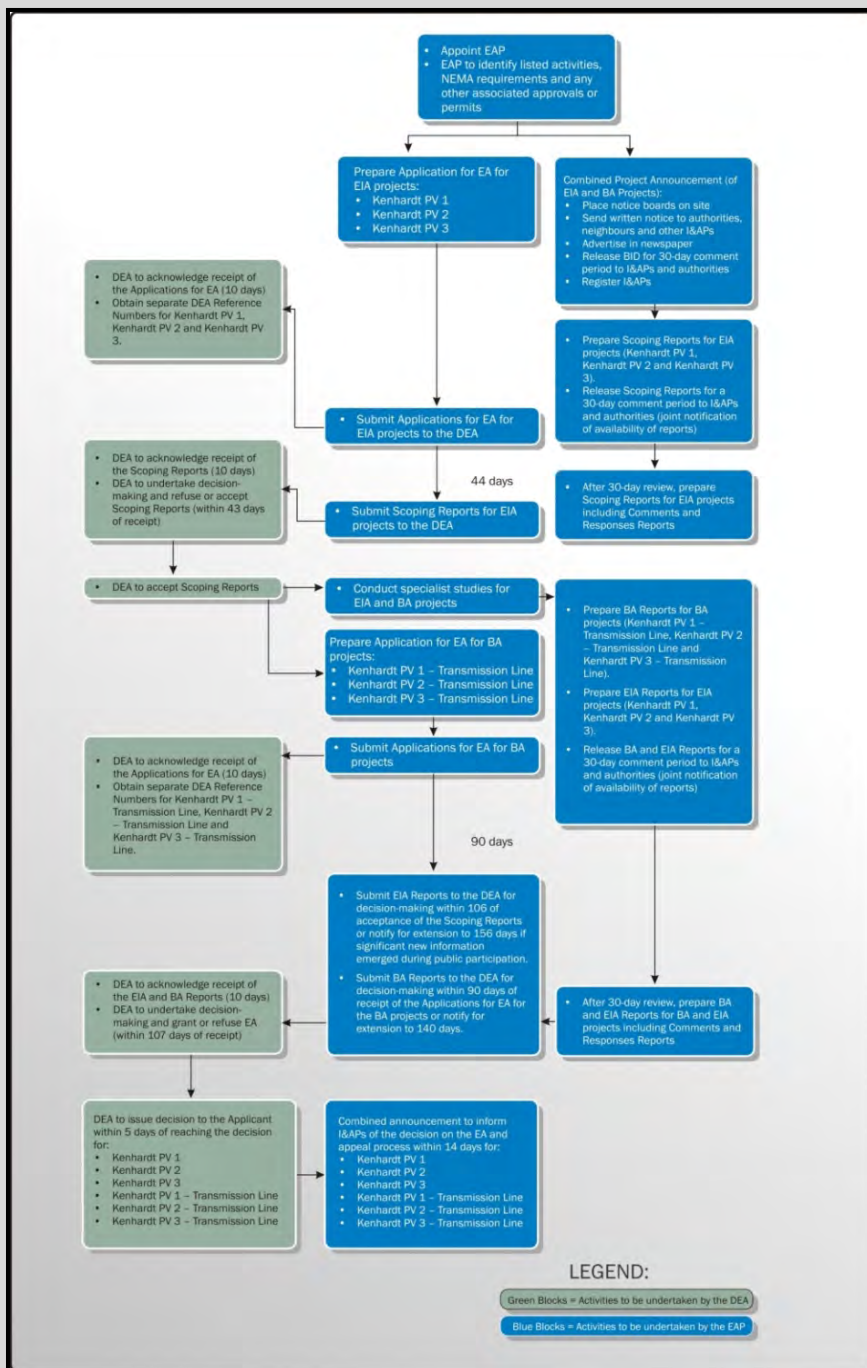 • Appoint EAP
• EAP to identify listed activities,
NEMA requirements and any
other associated approvals or
permits
Prepare Application for EA for
EIA projects:
• Kenhardt PV 1
• Kenhardt PV 2
• Kenhardt PV 3
Combined Project Announcement (of
EIA and BA Projects):
• Place notice boards on site
• Send written notice to authorities,
neighbours and other I&APs
• Advertise in newspaper
• Release BID for 30-day comment
period to I&APs and authorities
• Register I&APs
• DEA to acknowledge receipt of
the Applications for EA (10 days)
• Obtain separate DEA Reference
Numbers for Kenhardt PV 1,
Kenhardt PV 2 and Kenhardt PV
3.
• Prepare Scoping Reports for EIA
projects (Kenhardt PV 1,
Kenhardt PV 2 and Kenhardt PV
3).
• Release Scoping Reports for a
30-day comment period to I&APs
and authorities (joint notification
of availability of reports)
• Submit Applications for EA for
EIA projects to the DEA
• DEA to acknowledge receipt of
the Scoping Reports (10 days)
• DEA to undertake decision-
making and refuse or accept
Scoping Reports (within 43 days
of receipt)
44 days
• Submit Scoping Reports for EIA
projects to the DEA
• After 30-day review, prepare
Scoping Reports for EIA projects
including Comments and
Responses Reports
• DEA to accept Scoping Reports
• Conduct specialist studies for
EIA and BA projects
Prepare Application for EA for BA
projects:
• Kenhardt PV 1 – Transmission Line
• Kenhardt PV 2 – Transmission Line
• Kenhardt PV 3 – Transmission Line
• Prepare BA Reports for BA
projects (Kenhardt PV 1 –
Transmission Line, Kenhardt PV 2
– Transmission Line and
Kenhardt PV 3 – Transmission
Line).
• Prepare EIA Reports for EIA
projects (Kenhardt PV 1,
Kenhardt PV 2 and Kenhardt PV
3).
• Release BA and EIA Reports for a
30-day comment period to I&APs
and authorities (joint notification
of availability of reports)
• Submit Applications for EA for BA
projects
• DEA to acknowledge receipt of
the Applications for EA (10 days)
• Obtain separate DEA Reference
Numbers for Kenhardt PV 1 –
Transmission Line, Kenhardt PV 2
– Transmission Line and
Kenhardt PV 3 – Transmission
Line.
90 days
• Submit EIA Reports to the DEA for
decision-making within 106 of
acceptance of the Scoping Reports
or notify for extension to 156 days if
significant new information
emerged during public participation.
• Submit BA Reports to the DEA for
decision-making within 90 days of
receipt of the Applications for EA for
the BA projects or notify for
extension to 140 days.
• DEA to acknowledge receipt of
the EIA and BA Reports (10 days)
• DEA to undertake decision-
making and grant or refuse EA
(within 107 days of receipt)
• After 30-day review, prepare BA
and EIA Reports for BA and EIA
projects including Comments and
Responses Reports
DEA to issue decision to the Applicant
within 5 days of reaching the decision
for:
• Kenhardt PV 1
• Kenhardt PV 2
• Kenhardt PV 3
• Kenhardt PV 1 – Transmission Line
• Kenhardt PV 2 – Transmission Line
• Kenhardt PV 3 – Transmission Line
Combined announcement to inform
I&APs of the decision on the EA and
appeal process within 14 days for:
• Kenhardt PV 1
• Kenhardt PV 2
• Kenhardt PV 3
• Kenhardt PV 1 – Transmission Line
• Kenhardt PV 2 – Transmission Line
• Kenhardt PV 3 – Transmission Line
LEGEND:
Green Blocks = Activities to be undertaken by the DEA
Blue Blocks = Activities to be undertaken by the EAP